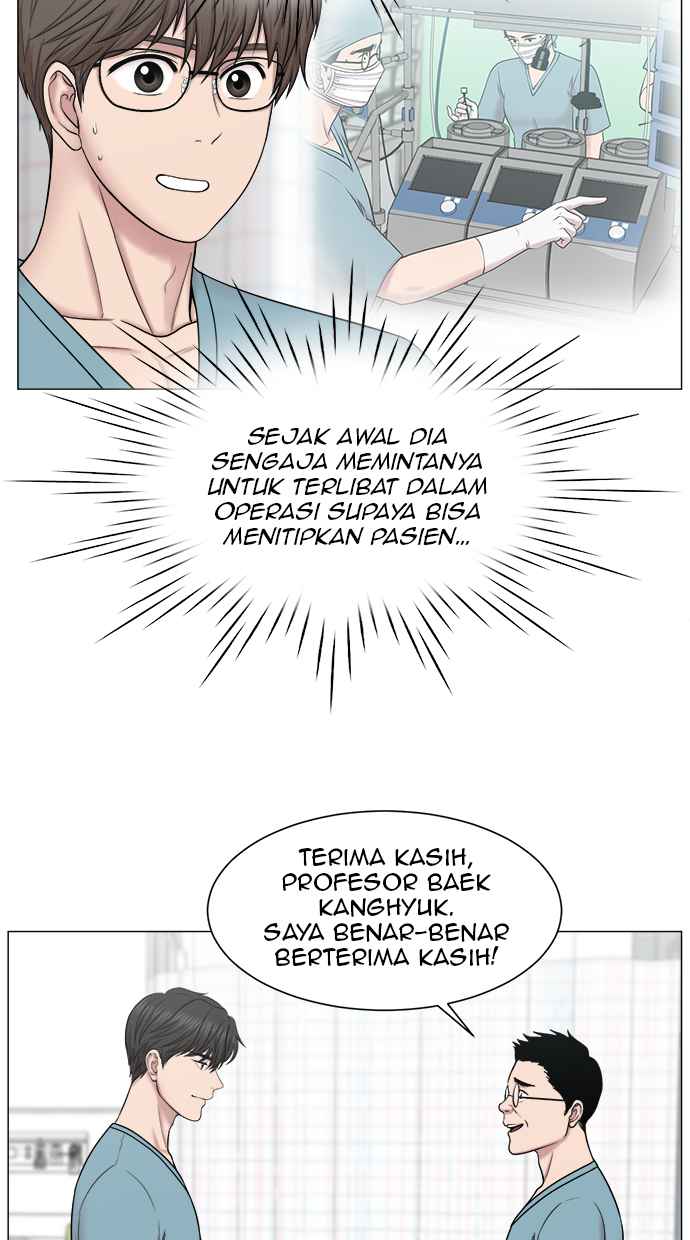 SEJAK AWAL DIA
SENGAJA MEMINTANYA
UNTUK TERLIBAT DALAM
OPERASI SUPAYA BISA
MENITIPKAN PASIEN...
TERIMA KASIH,
PROFESOR BAEK
KANGHYUK.
SAYA BENAR-BENAR
BERTERIMA KASIH!